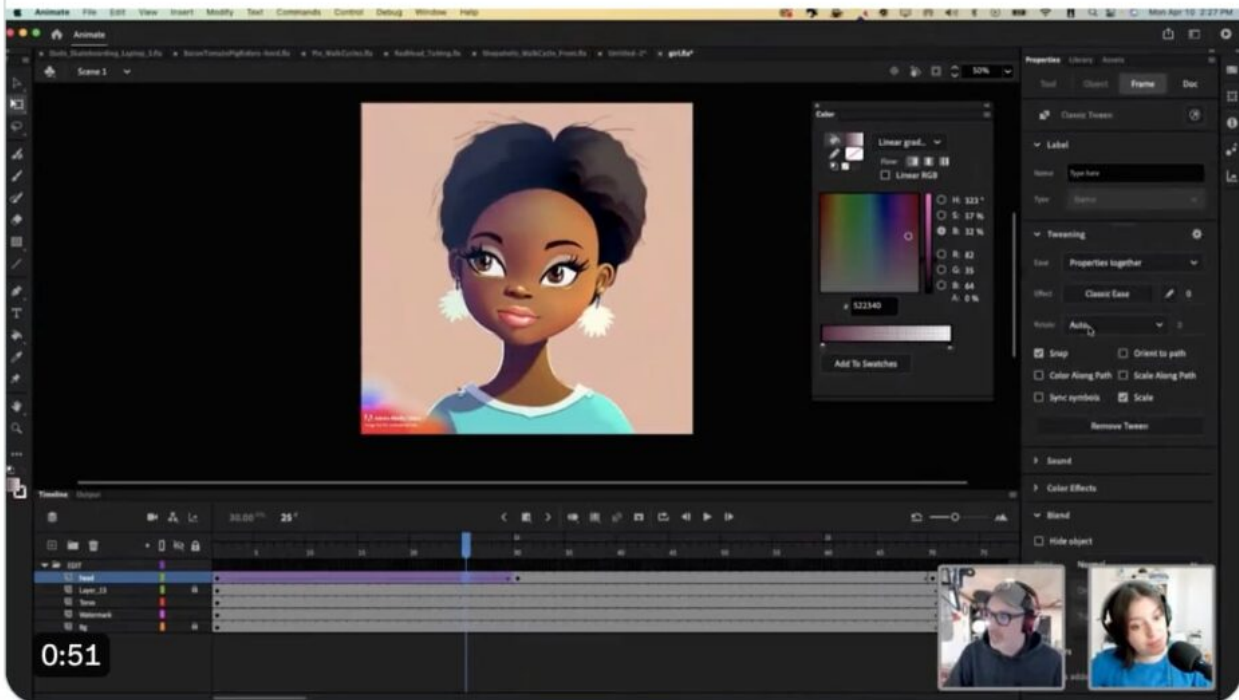 Animate File Edit View Insert Modify Text Commands Control Debug Window Help Mon Apr 10 2:27 PM
Animate
girl.fla*
Scene 1
50%
Color
Linear grad...
Flow:
Linear RGB
H: 323 °
S: 57 %
B: 32 %
R: 82
G: 35
B: 64
A: 0 %
# 522340
Add To Swatches
Properties Library Assets
Tool Object Frame Doc
Classic Tween
Label
Name Type here
Type Name
Tweening
Ease Properties together
Effect Classic Ease 0
Rotate Auto
Snap Orient to path
Color Along Path Scale Along Path
Sync symbols Scale
Remove Tween
Sound
Color Effects
Blend
Hide object
Normal
Timeline Output
30.00 25
EDIT
head
Torso
Watermark
Bg
0:51